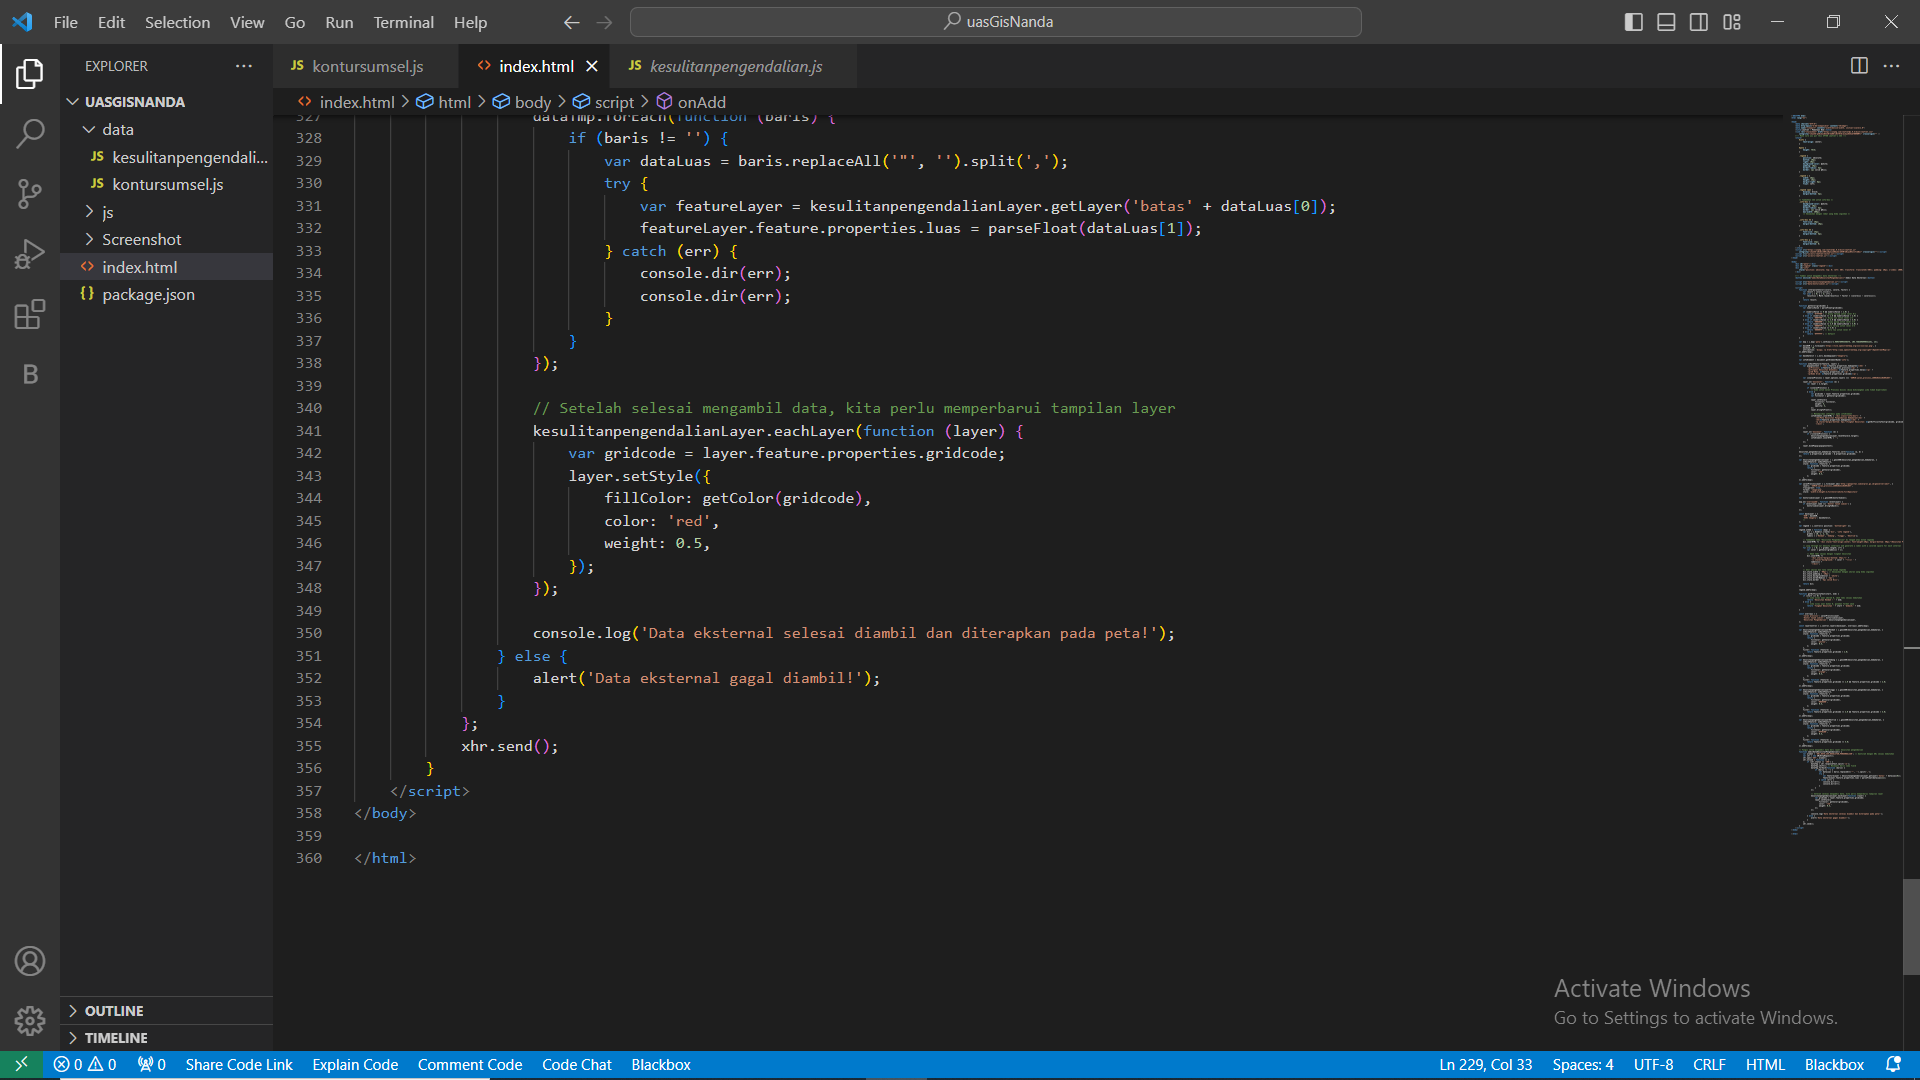 File Edit Selection View Go Run Terminal Help
uasGisNanda
EXPLORER
UASGISNANDA
data
JS kesulitanpengendali...
JS kontursumsel.js
js
Screenshot
<> index.html
{} package.json
OUTLINE
TIMELINE
JS kontursumsel.js
<> index.html
JS kesulitanpengendalian.js
<> index.html > html > body > script > onAdd
327 dataTmp.forEach(function (baris) {
328 if (baris != '') {
329 var dataLuas = baris.replaceAll('"', '').split(',');
330 try {
331 var featureLayer = kesulitanpengendalianLayer.getLayer('batas' + dataLuas[0]);
332 featureLayer.feature.properties.luas = parseFloat(dataLuas[1]);
333 } catch (err) {
334 console.dir(err);
335 console.dir(err);
336 }
337 }
338 });
339
340 // Setelah selesai mengambil data, kita perlu memperbarui tampilan layer
341 kesulitanpengendalianLayer.eachLayer(function (layer) {
342 var gridcode = layer.feature.properties.gridcode;
343 layer.setStyle({
344 fillColor: getColor(gridcode),
345 color: 'red',
346 weight: 0.5,
347 });
348 });
349
350 console.log('Data eksternal selesai diambil dan diterapkan pada peta!');
351 } else {
352 alert('Data eksternal gagal diambil!');
353 }
354 };
355 xhr.send();
356 }
357 </script>
358 </body>
359
360 </html>
Activate Windows
Go to Settings to activate Windows.
0 0 0 Share Code Link Explain Code Comment Code Code Chat Blackbox
Ln 229, Col 33 Spaces: 4 UTF-8 CRLF HTML Blackbox